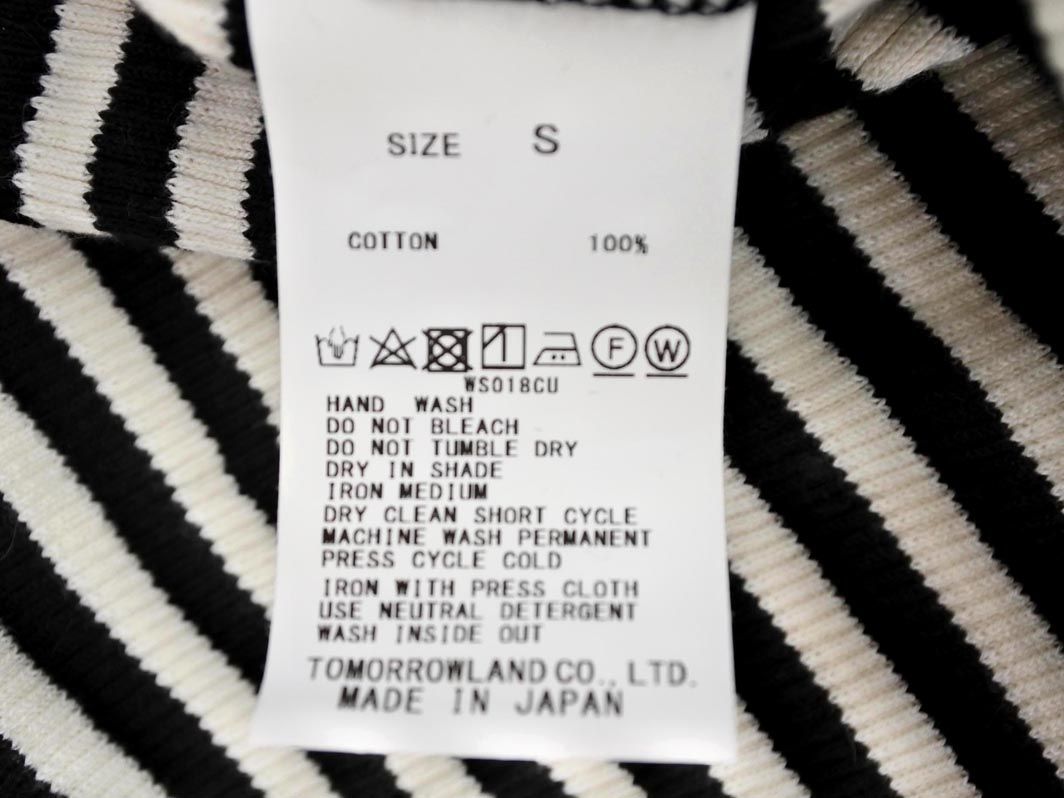 SIZE S
COTTON 100%
F W
WS018CU
HAND WASH
DO NOT BLEACH
DO NOT TUMBLE DRY
DRY IN SHADE
IRON MEDIUM
DRY CLEAN SHORT CYCLE
MACHINE WASH PERMANENT
PRESS CYCLE COLD
IRON WITH PRESS CLOTH
USE NEUTRAL DETERGENT
WASH INSIDE OUT
TOMORROWLAND CO., LTD.
MADE IN JAPAN